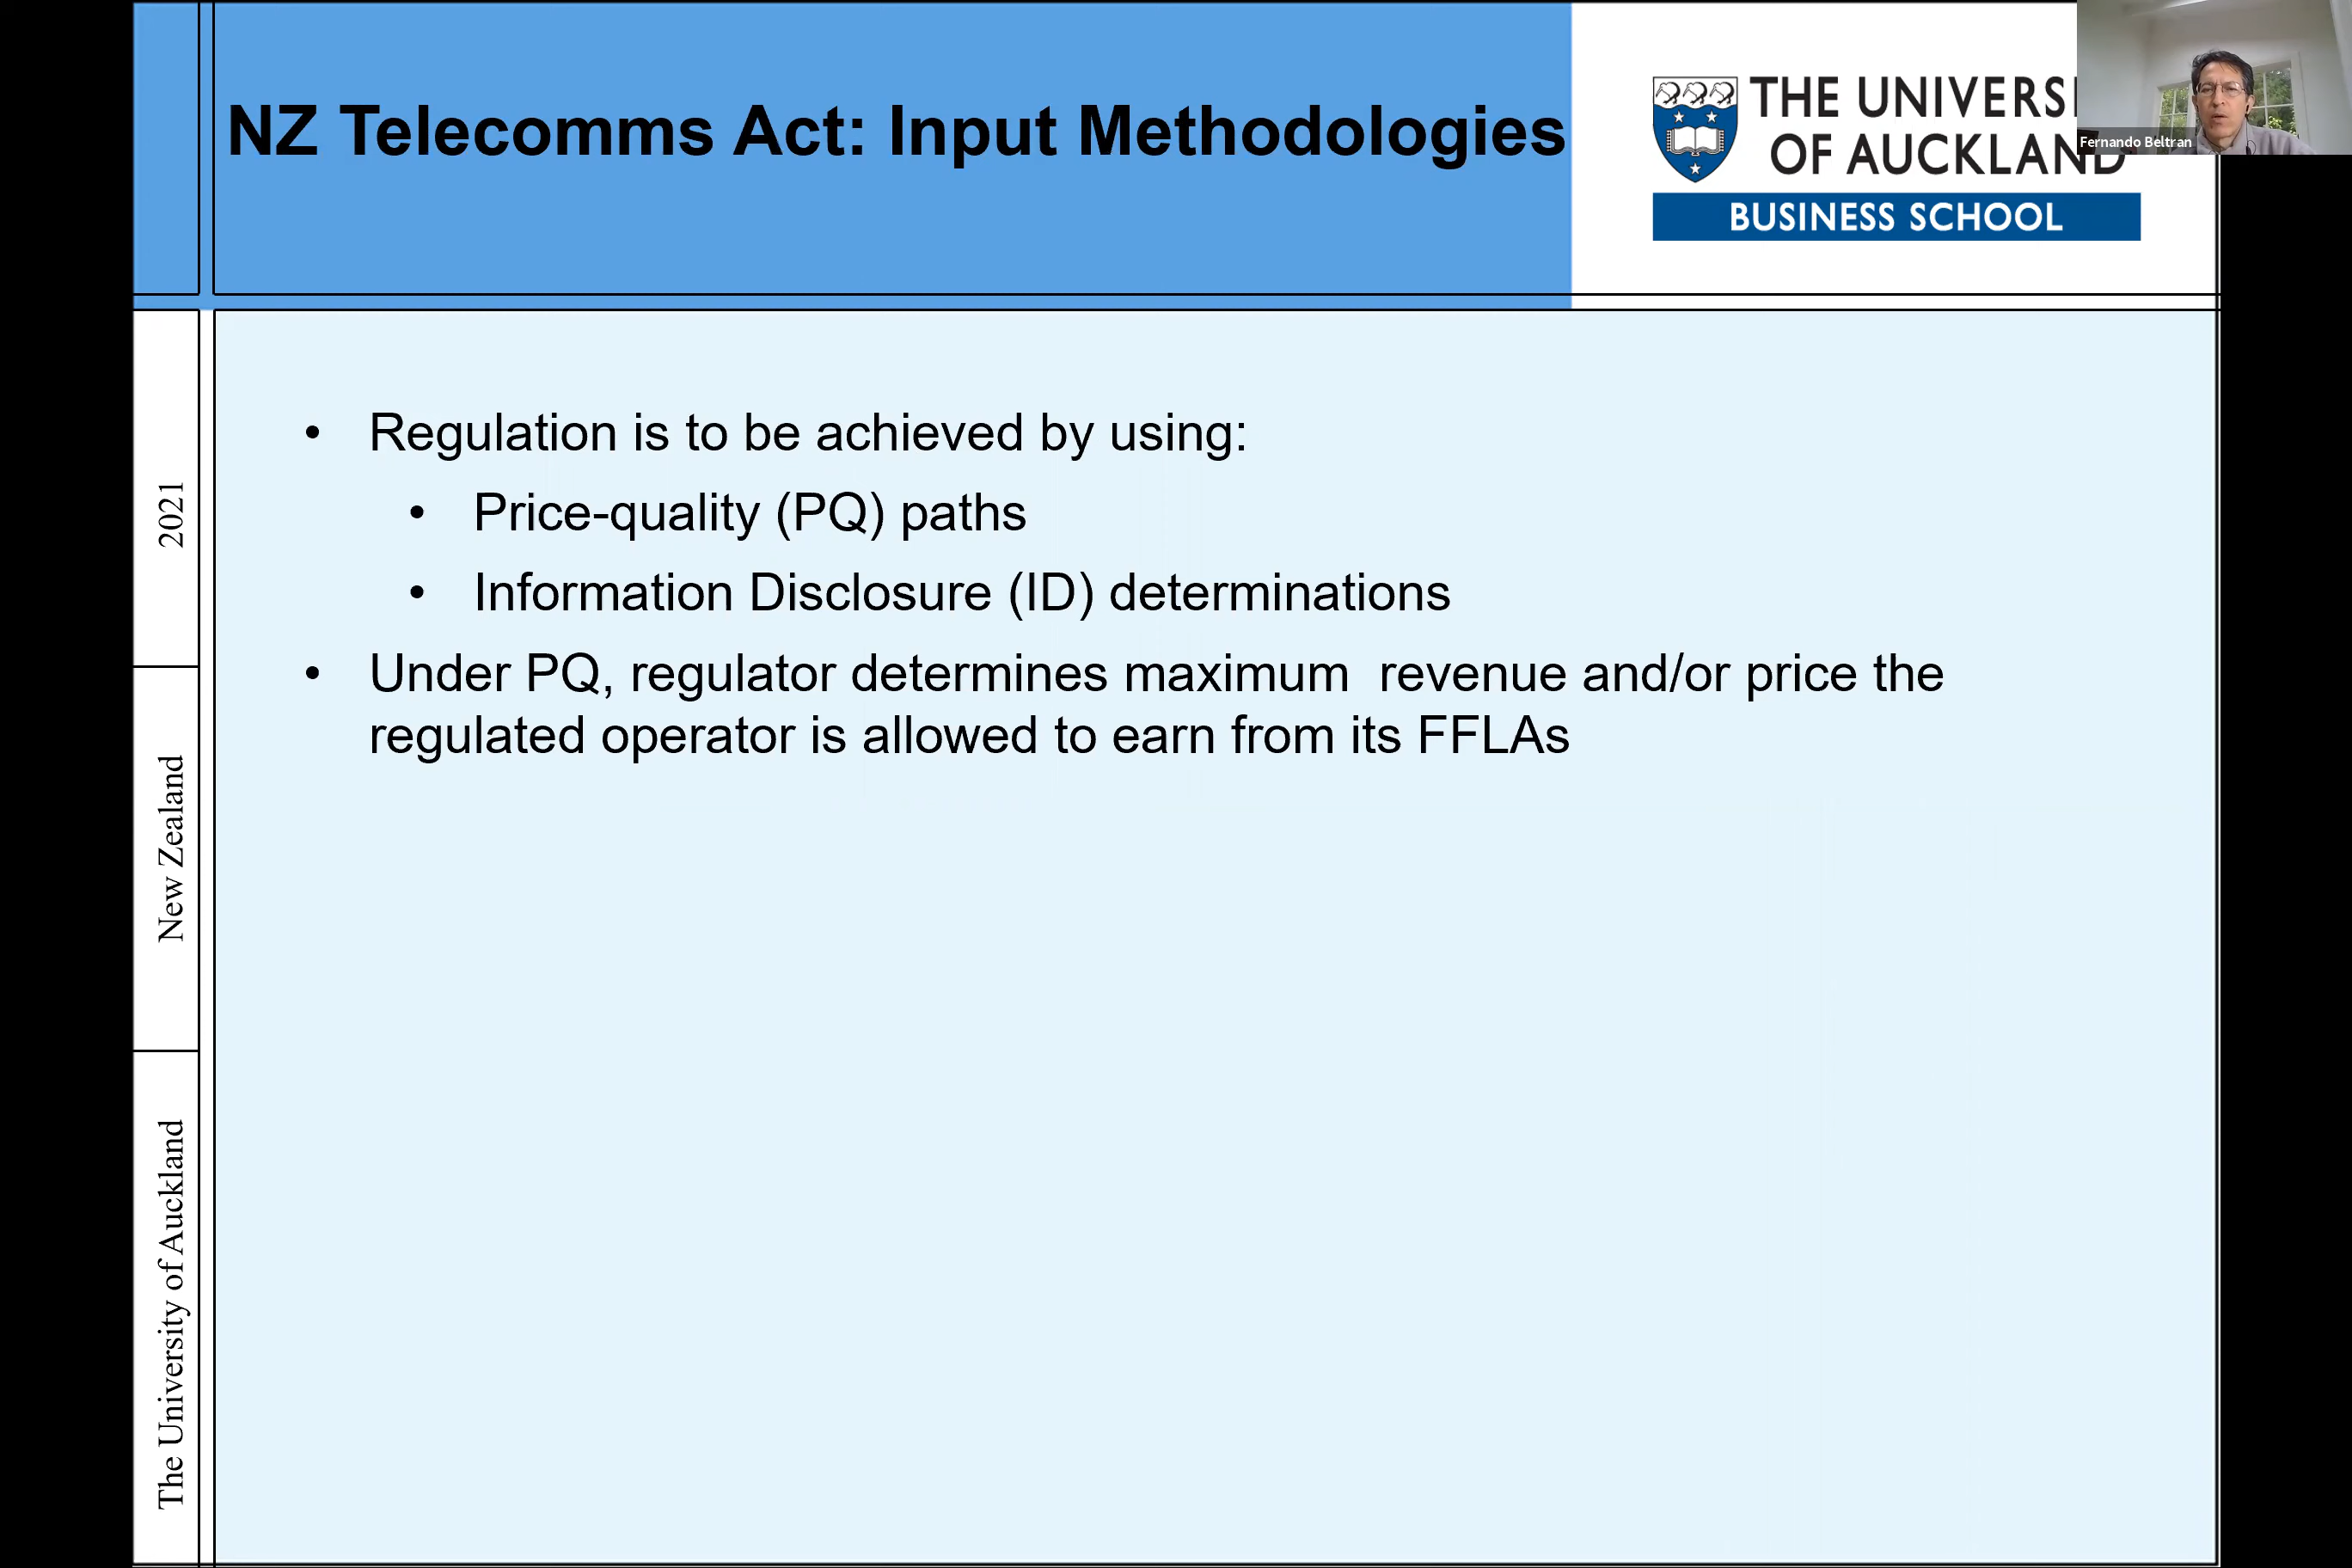 NZ Telecomms Act: Input Methodologies
THE UNIVERS
OF AUCKLAND
BUSINESS SCHOOL
Fernando Beltran
• Regulation is to be achieved by using:
• Price-quality (PQ) paths
• Information Disclosure (ID) determinations
• Under PQ, regulator determines maximum  revenue and/or price the
regulated operator is allowed to earn from its FFLAs
2021
New Zealand
The University of Auckland